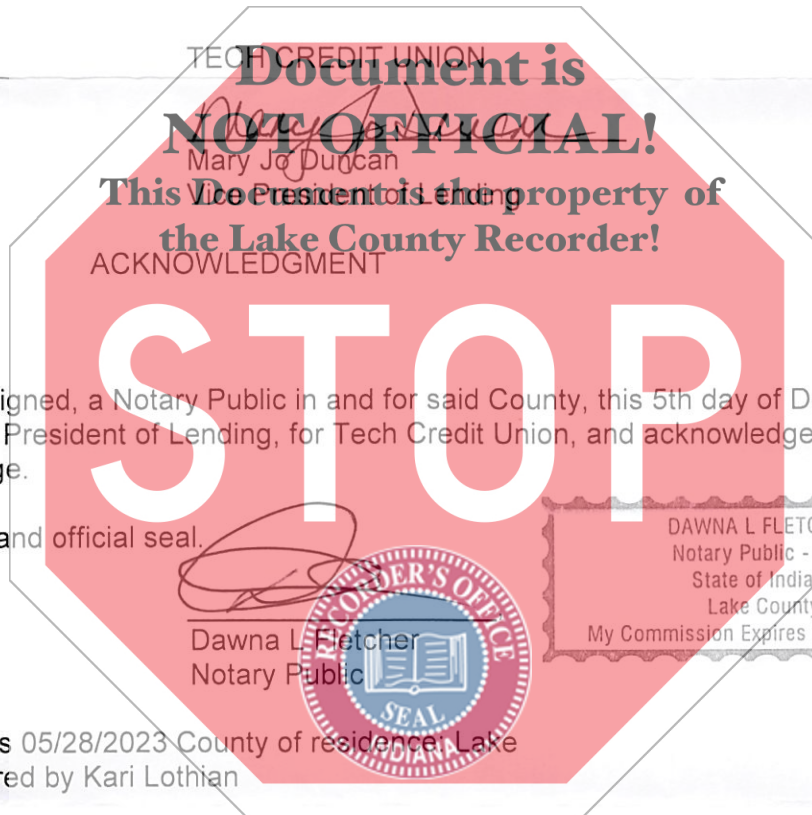 TECH CREDIT UNION
Document is
Mary Jo Duncan
NOT OFFICIAL!
Mary Jo Duncan
Vice President of Lending
This Document is the property of
the Lake County Recorder!
ACKNOWLEDGMENT
STOP
igned, a Notary Public in and for said County, this 5th day of D
President of Lending, for Tech Credit Union, and acknowledge
ge.
and official seal.
DAWNA L FLETC
Notary Public -
State of India
Lake County
My Commission Expires
Dawna L Fletcher
Notary Public
RECORDER'S OFFICE
SEAL
INDIANA
s 05/28/2023 County of residence: Lake
red by Kari Lothian